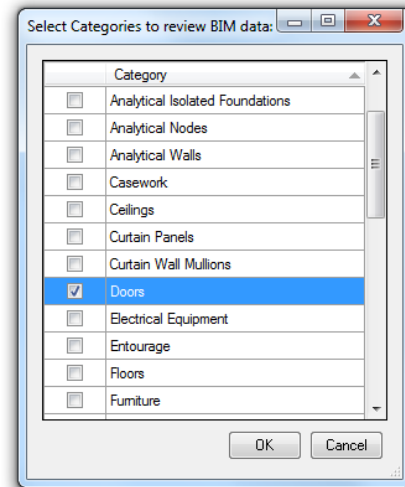 Select Categories to review BIM data:
Category
Analytical Isolated Foundations
Analytical Nodes
Analytical Walls
Casework
Ceilings
Curtain Panels
Curtain Wall Mullions
Doors
Electrical Equipment
Entourage
Floors
Furniture
OK Cancel